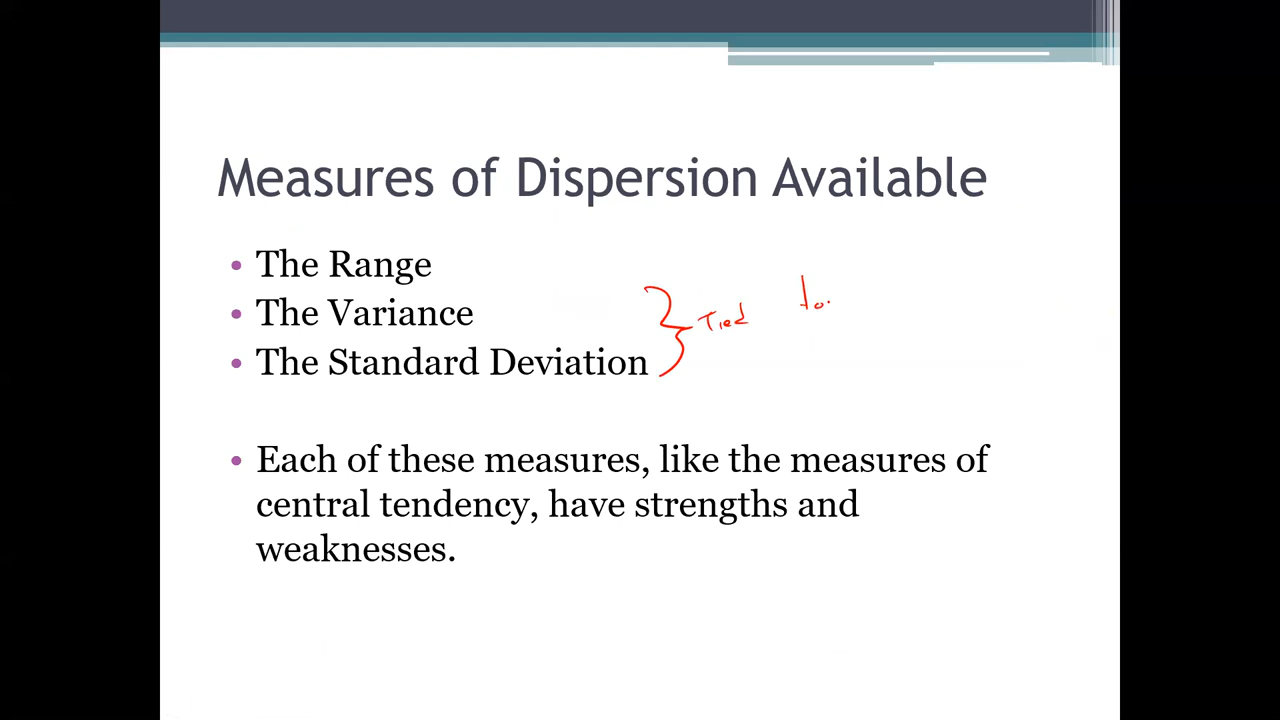 Measures of Dispersion Available
• The Range
• The Variance
• The Standard Deviation
Tied to
• Each of these measures, like the measures of
central tendency, have strengths and
weaknesses.